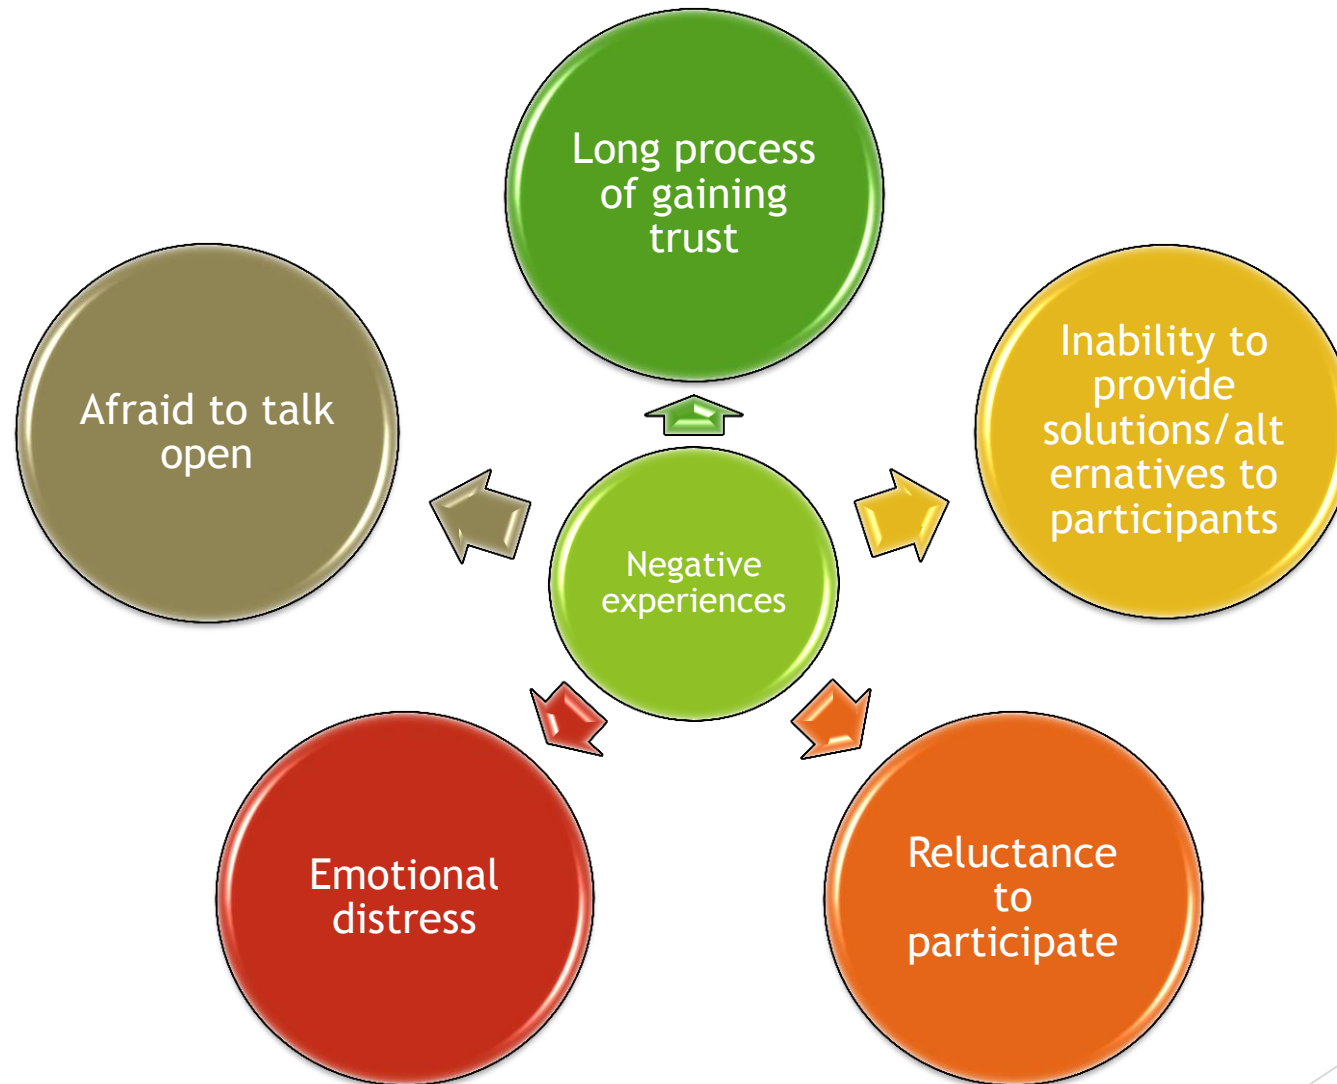 Long process
of gaining
trust
Inability to
provide
solutions/alt
ernatives to
participants
Reluctance
to
participate
Emotional
distress
Afraid to talk
open
Negative
experiences